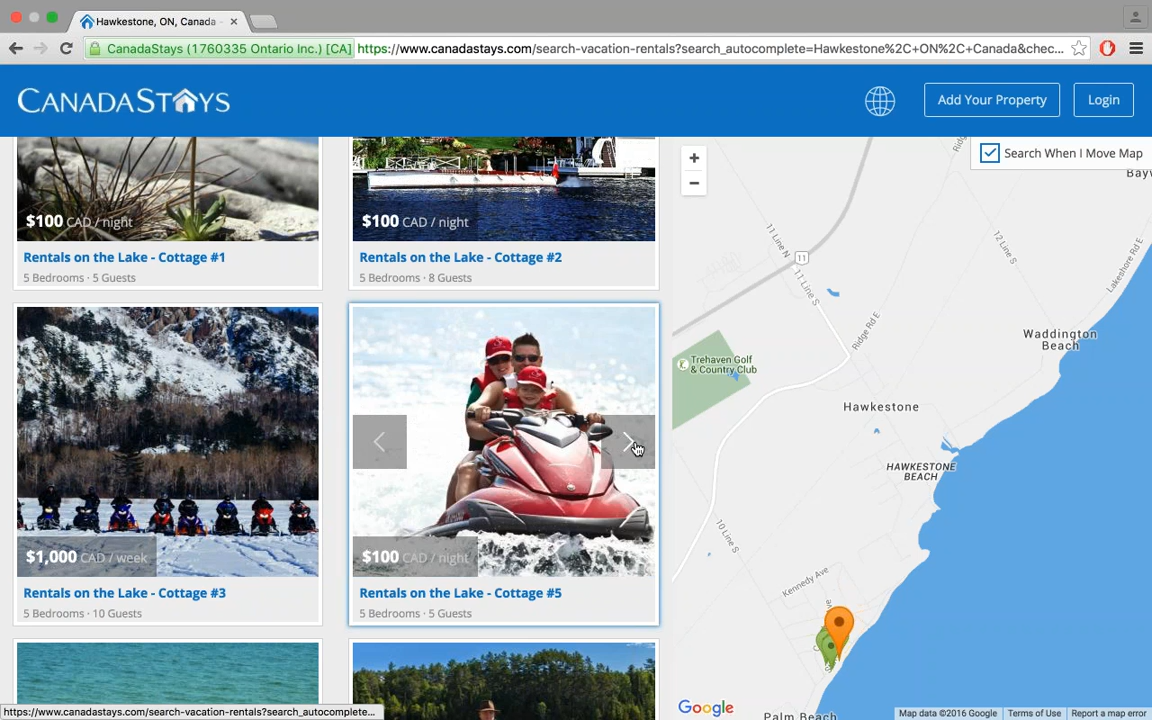 Hawkestone, ON, Canada -
CanadaStays (1760335 Ontario Inc.) [CA] https://www.canadastays.com/search-vacation-rentals?search_autocomplete=Hawkestone%2C+ON%2C+Canada&chec...
CANADASTAYS
Add Your Property
Login
$100 CAD / night
Rentals on the Lake - Cottage #1
5 Bedrooms · 5 Guests
$100 CAD / night
Rentals on the Lake - Cottage #2
5 Bedrooms · 8 Guests
$1,000 CAD / week
Rentals on the Lake - Cottage #3
5 Bedrooms · 10 Guests
$100 CAD / night
Rentals on the Lake - Cottage #5
5 Bedrooms · 5 Guests
Search When I Move Map
+
−
11 Line N
11
11 Line S
12 Line S
Lakeshore Rd E
Ridge Rd E
Waddington
Beach
Trehaven Golf
& Country Club
Hawkestone
HAWKESTONE
BEACH
10 Line S
Kennedy Ave
Palm Beach
Google
Map data ©2016 Google
Terms of Use
Report a map error
https://www.canadastays.com/search-vacation-rentals?search_autocomplete...